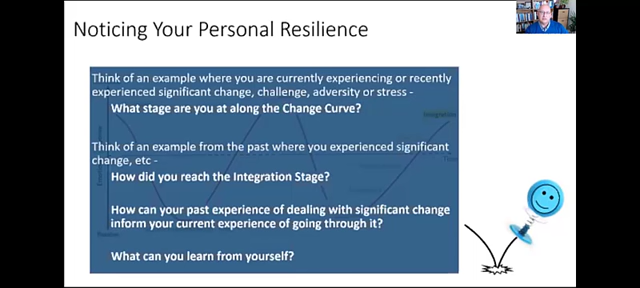 Noticing Your Personal Resilience
Think of an example where you are currently experiencing or recently
experienced significant change, challenge, adversity or stress -
What stage are you at along the Change Curve?
Think of an example from the past where you experienced significant
change, etc -
How did you reach the Integration Stage?
How can your past experience of dealing with significant change
inform your current experience of going through it?
What can you learn from yourself?
Integration